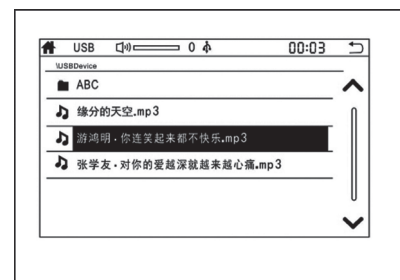 USB 0 00:03
\USBDevice
ABC
缘分的天空.mp3
游鸿明·你连笑起来都不快乐.mp3
张学友·对你的爱越深就越来越心痛.mp3